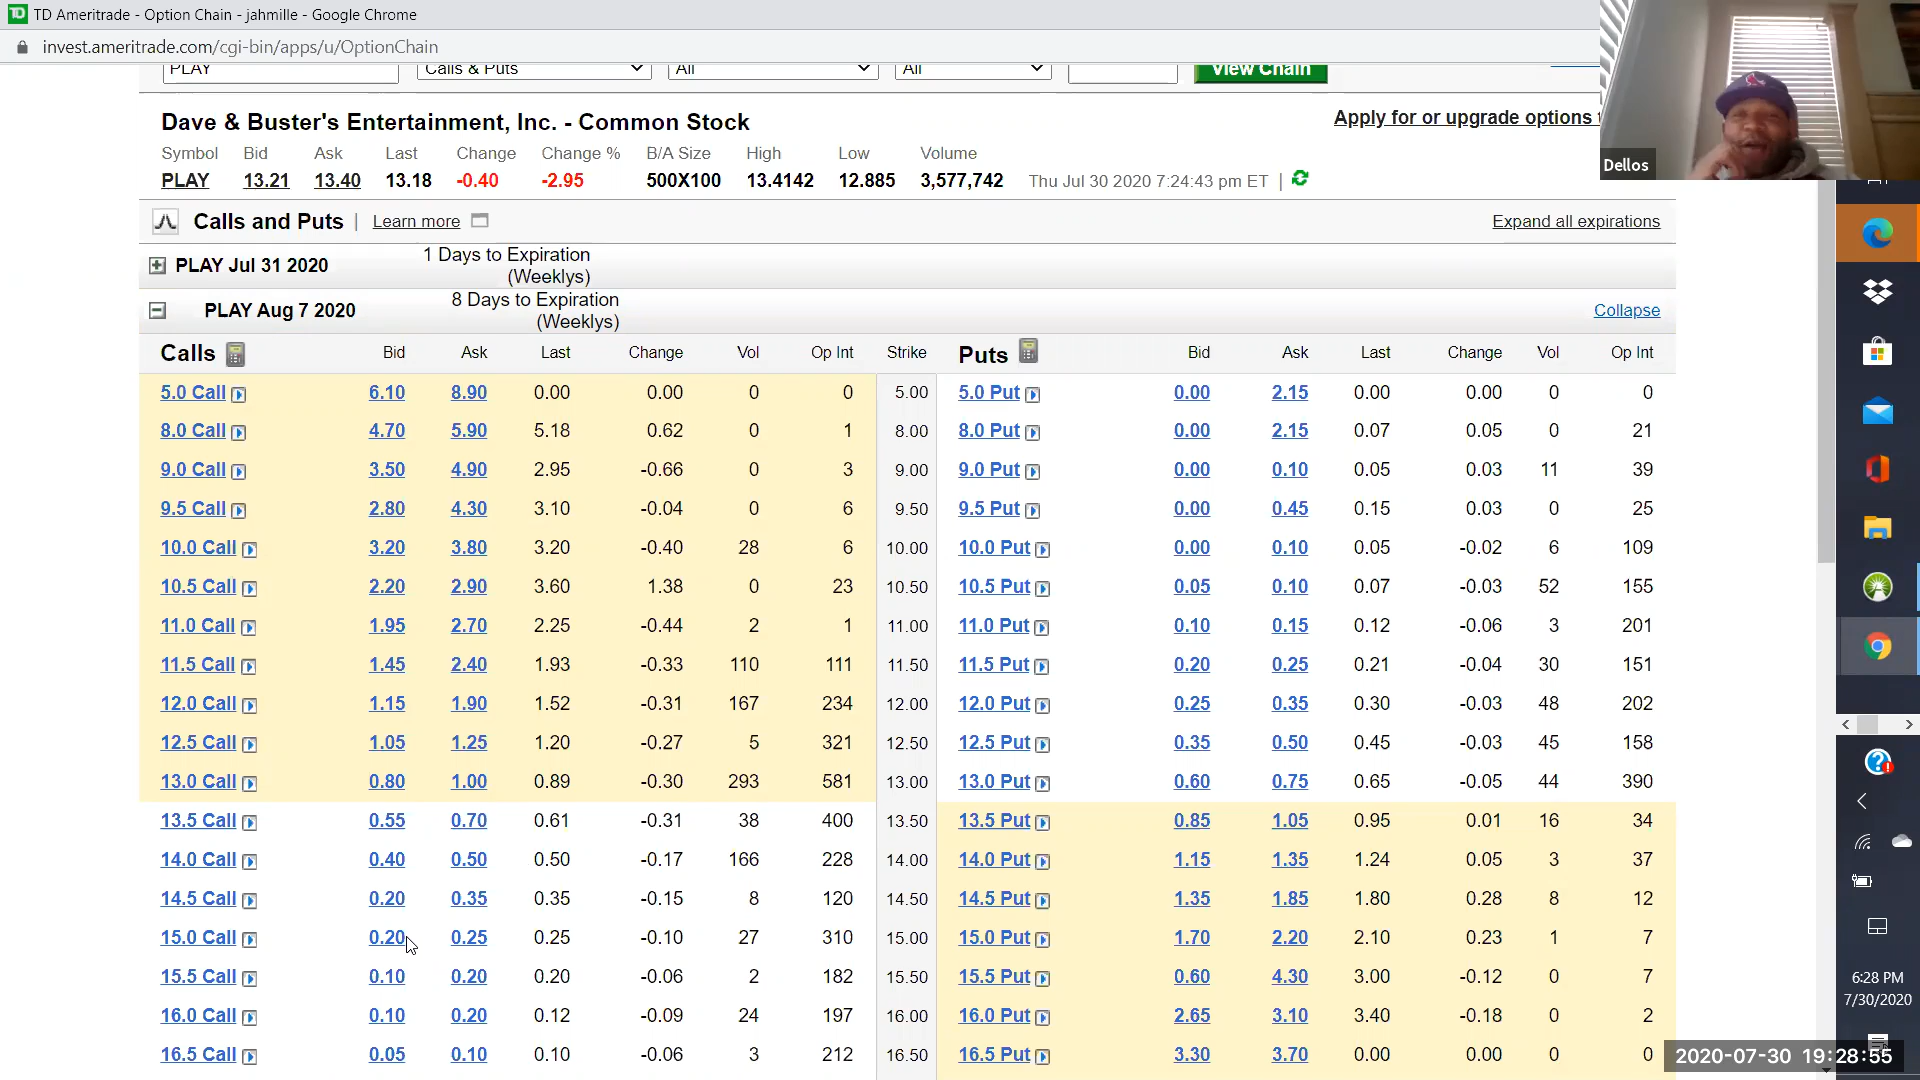 TD Ameritrade - Option Chain - jahmille - Google Chrome
invest.ameritrade.com/cgi-bin/apps/u/OptionChain
PLAY Calls & Puts All All View Chain
Dave & Buster's Entertainment, Inc. - Common Stock
Apply for or upgrade options
Dellos
Symbol Bid Ask Last Change Change % B/A Size High Low Volume
PLAY 13.21 13.40 13.18 -0.40 -2.95 500X100 13.4142 12.885 3,577,742 Thu Jul 30 2020 7:24:43 pm ET |
Calls and Puts | Learn more Expand all expirations
PLAY Jul 31 2020 1 Days to Expiration
(Weeklys)
PLAY Aug 7 2020 8 Days to Expiration
(Weeklys)
Collapse
Calls Bid Ask Last Change Vol Op Int Strike Puts Bid Ask Last Change Vol Op Int
5.0 Call 6.10 8.90 0.00 0.00 0 0 5.00 5.0 Put 0.00 2.15 0.00 0.00 0 0
8.0 Call 4.70 5.90 5.18 0.62 0 1 8.00 8.0 Put 0.00 2.15 0.07 0.05 0 21
9.0 Call 3.50 4.90 2.95 -0.66 0 3 9.00 9.0 Put 0.00 0.10 0.05 0.03 11 39
9.5 Call 2.80 4.30 3.10 -0.04 0 6 9.50 9.5 Put 0.00 0.45 0.15 0.03 0 25
10.0 Call 3.20 3.80 3.20 -0.40 28 6 10.00 10.0 Put 0.00 0.10 0.05 -0.02 6 109
10.5 Call 2.20 2.90 3.60 1.38 0 23 10.50 10.5 Put 0.05 0.10 0.07 -0.03 52 155
11.0 Call 1.95 2.70 2.25 -0.44 2 1 11.00 11.0 Put 0.10 0.15 0.12 -0.06 3 201
11.5 Call 1.45 2.40 1.93 -0.33 110 111 11.50 11.5 Put 0.20 0.25 0.21 -0.04 30 151
12.0 Call 1.15 1.90 1.52 -0.31 167 234 12.00 12.0 Put 0.25 0.35 0.30 -0.03 48 202
12.5 Call 1.05 1.25 1.20 -0.27 5 321 12.50 12.5 Put 0.35 0.50 0.45 -0.03 45 158
13.0 Call 0.80 1.00 0.89 -0.30 293 581 13.00 13.0 Put 0.60 0.75 0.65 -0.05 44 390
13.5 Call 0.55 0.70 0.61 -0.31 38 400 13.50 13.5 Put 0.85 1.05 0.95 0.01 16 34
14.0 Call 0.40 0.50 0.50 -0.17 166 228 14.00 14.0 Put 1.15 1.35 1.24 0.05 3 37
14.5 Call 0.20 0.35 0.35 -0.15 8 120 14.50 14.5 Put 1.35 1.85 1.80 0.28 8 12
15.0 Call 0.20 0.25 0.25 -0.10 27 310 15.00 15.0 Put 1.70 2.20 2.10 0.23 1 7
15.5 Call 0.10 0.20 0.20 -0.06 2 182 15.50 15.5 Put 0.60 4.30 3.00 -0.12 0 7
16.0 Call 0.10 0.20 0.12 -0.09 24 197 16.00 16.0 Put 2.65 3.10 3.40 -0.18 0 2
16.5 Call 0.05 0.10 0.10 -0.06 3 212 16.50 16.5 Put 3.30 3.70 0.00 0.00 0 0
6:28 PM
7/30/2020
2020-07-30 19:28:55